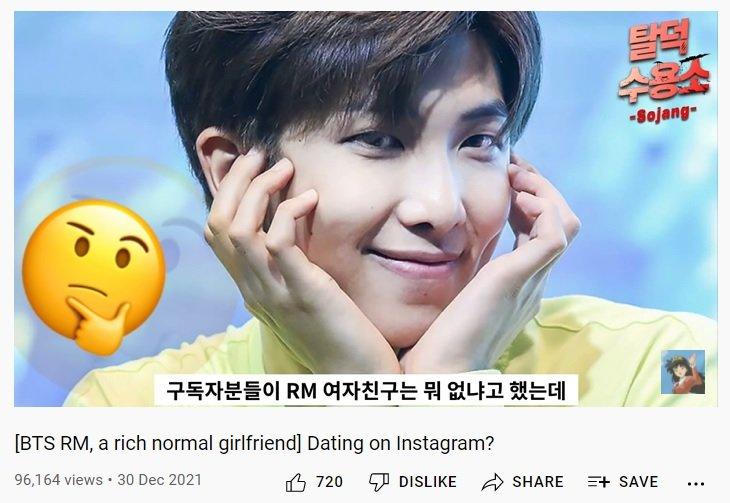 탈덕
수용소
-Sojang-
구독자분들이 RM 여자친구는 뭐 없냐고 했는데
[BTS RM, a rich normal girlfriend] Dating on Instagram?
96,164 views • 30 Dec 2021
720 DISLIKE SHARE SAVE ...